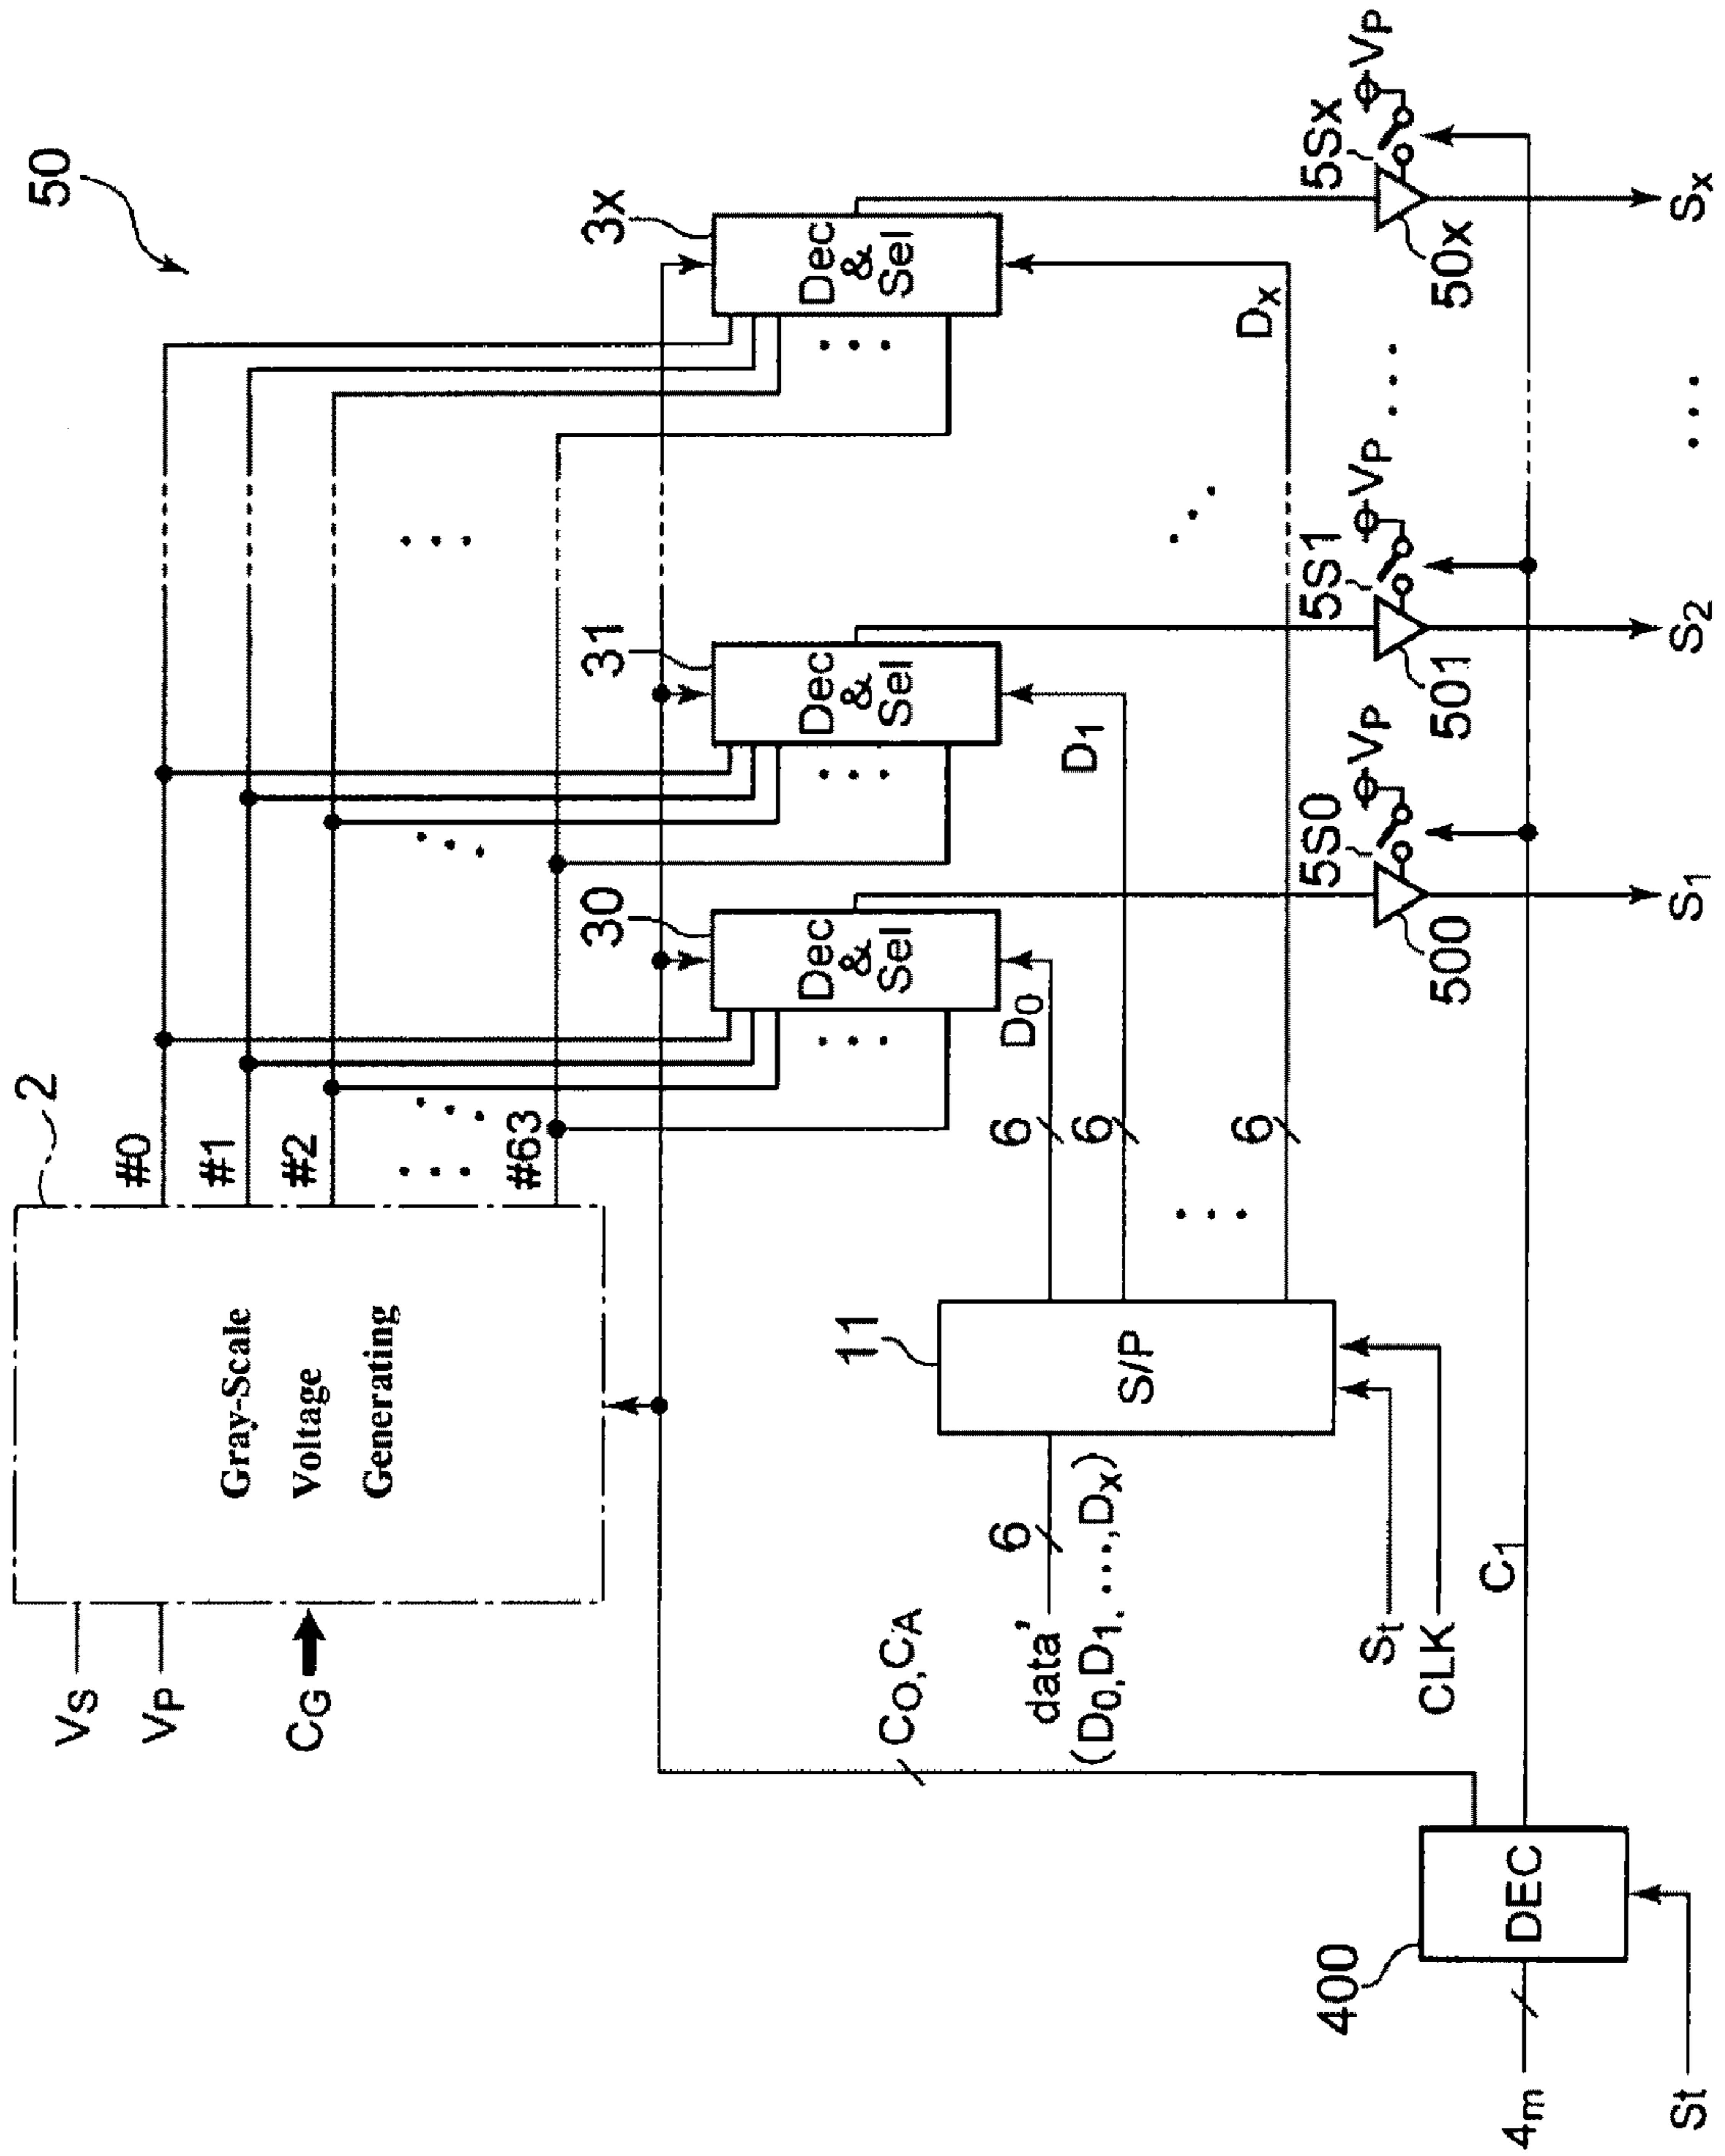 50
2
VS
VP
CG
Gray-Scale
Voltage
Generating
#0
#1
#2
#63
30
31
3x
Dec
&
Sel
Dec
&
Sel
Dec
&
Sel
CO,CA
D0
D1
Dx
6
6
6
11
S/P
6
data'
(D0,D1,...,Dx)
St
CLK
C1
5S0
VP
5S1
VP
5Sx
VP
500
501
50x
S1
S2
Sx
400
DEC
4m
St